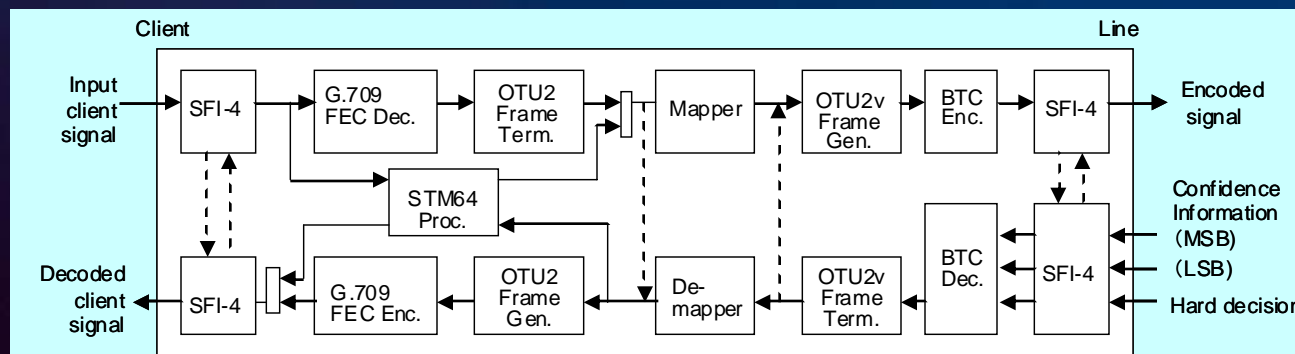 Client
Line
Input
client
signal
SFI-4
G.709
FEC Dec.
OTU2
Frame
Term.
Mapper
OTU2v
Frame
Gen.
BTC
Enc.
SFI-4
Encoded
signal
STM64
Proc.
Confidence
Information
(MSB)
(LSB)
Hard decision
Decoded
client
signal
SFI-4
G.709
FEC Enc.
OTU2
Frame
Gen.
De-
mapper
OTU2v
Frame
Term.
BTC
Dec.
SFI-4